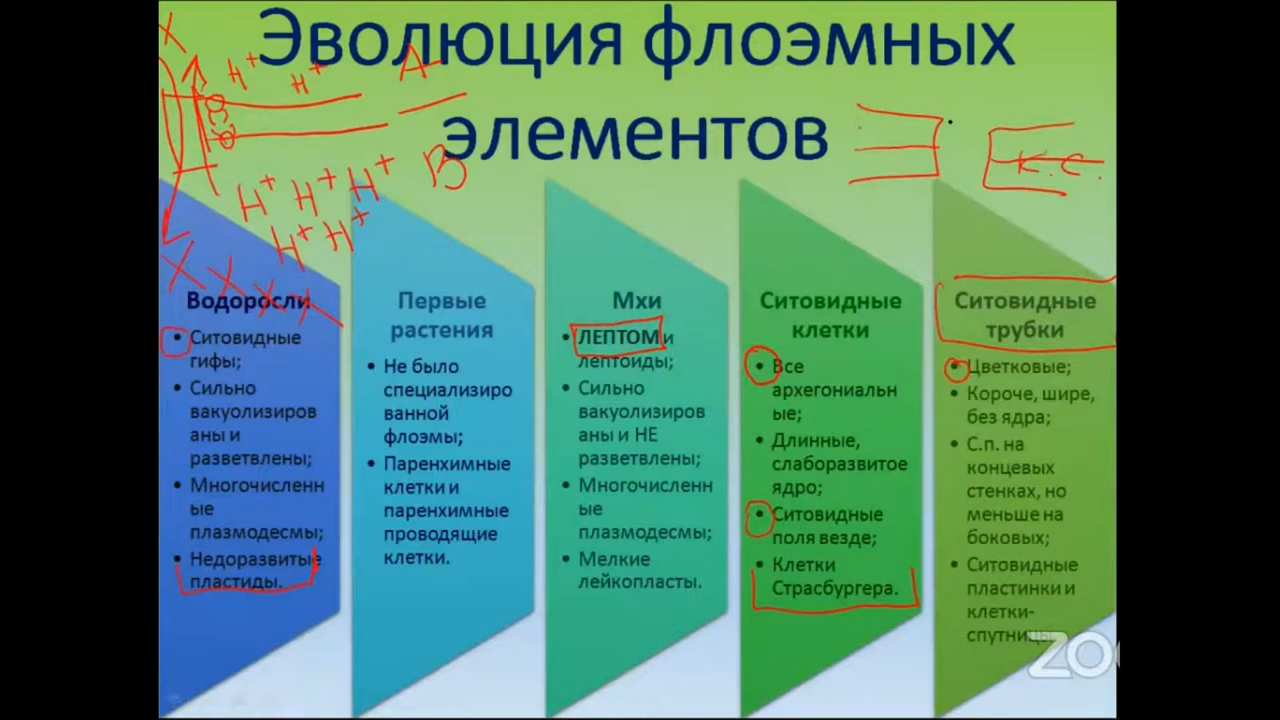 Эволюция флоэмных
элементов
X
H⁺ H⁺
A
B
H⁺ H⁺ H⁺
H⁺ H⁺
X X X X
К.С.
Водоросли
• Ситовидные
гифы;
• Сильно
вакуолизиров
аны и
разветвлены;
• Многочисленн
ые
плазмодесмы;
• Недоразвитые
пластиды.
Первые
растения
• Не было
специализиро
ванной
флоэмы;
• Паренхимные
клетки и
паренхимные
проводящие
клетки.
Мхи
• ЛЕПТОМ и
лептоиды;
• Сильно
вакуолизиров
аны и НЕ
разветвлены;
• Многочисленн
ые
плазмодесмы;
• Мелкие
лейкопласты.
Ситовидные
клетки
• Все
архегониальн
ые;
• Длинные,
слаборазвитое
ядро;
• Ситовидные
поля везде;
• Клетки
Страсбургера.
Ситовидные
трубки
• Цветковые;
• Короче, шире,
без ядра;
• С.п. на
концевых
стенках, но
меньше на
боковых;
• Ситовидные
пластинки и
клетки-
спутницы.
ZO